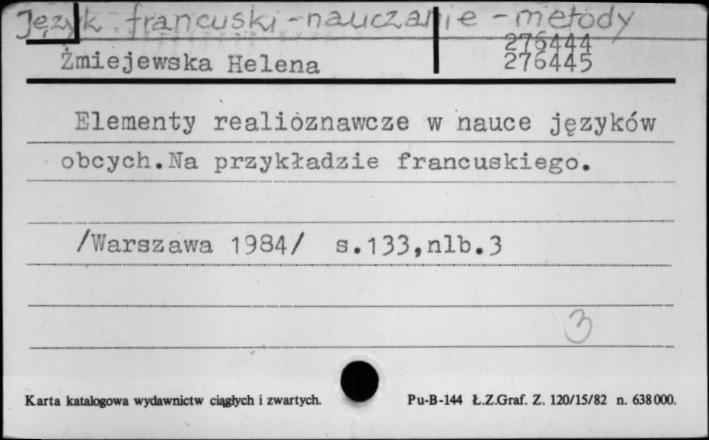 Język francuski - nauczanie - metody
276444
Żmiejewska Helena 276445
Elementy realioznawcze w nauce języków
obcych.Na przykładzie francuskiego.
/Warszawa 1984/ s.133,nlb.3
3
Karta katalogowa wydawnictw ciągłych i zwartych. Pu-B-144 Ł.Z.Graf. Z. 120/15/82 n. 638000.